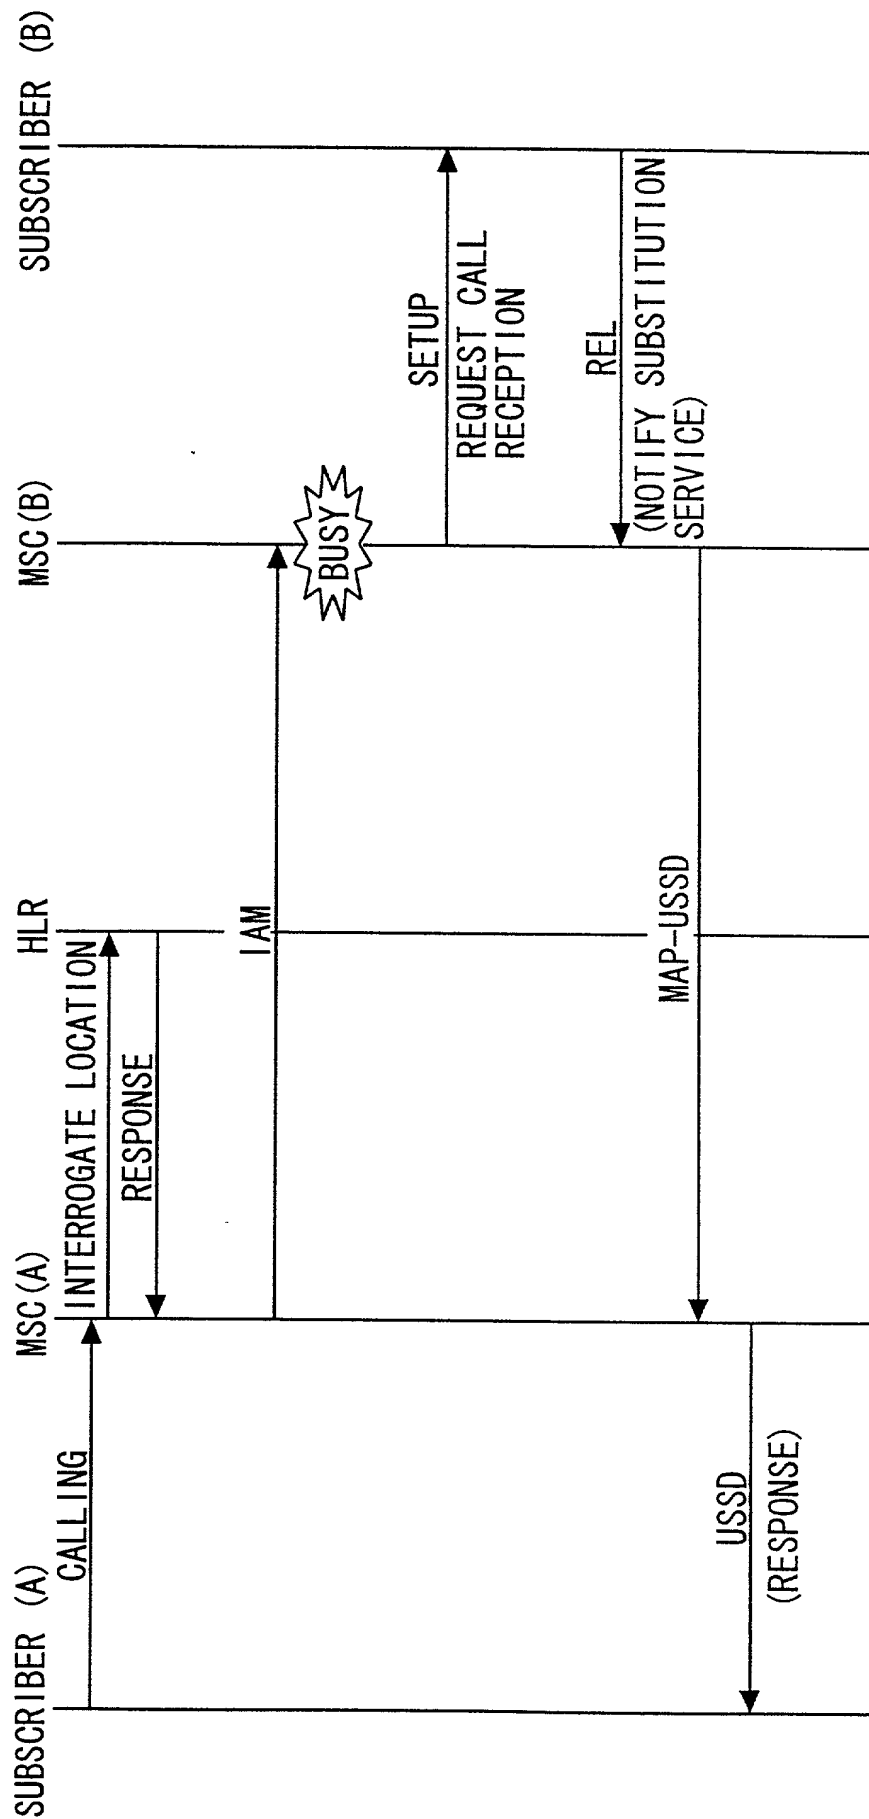 SUBSCRIBER (A)
MSC(A)
HLR
MSC(B)
SUBSCRIBER (B)
CALLING
INTERROGATE LOCATION
RESPONSE
IAM
BUSY
SETUP
REQUEST CALL
RECEPTION
REL
(NOTIFY SUBSTITUTION
SERVICE)
MAP-USSD
USSD
(RESPONSE)